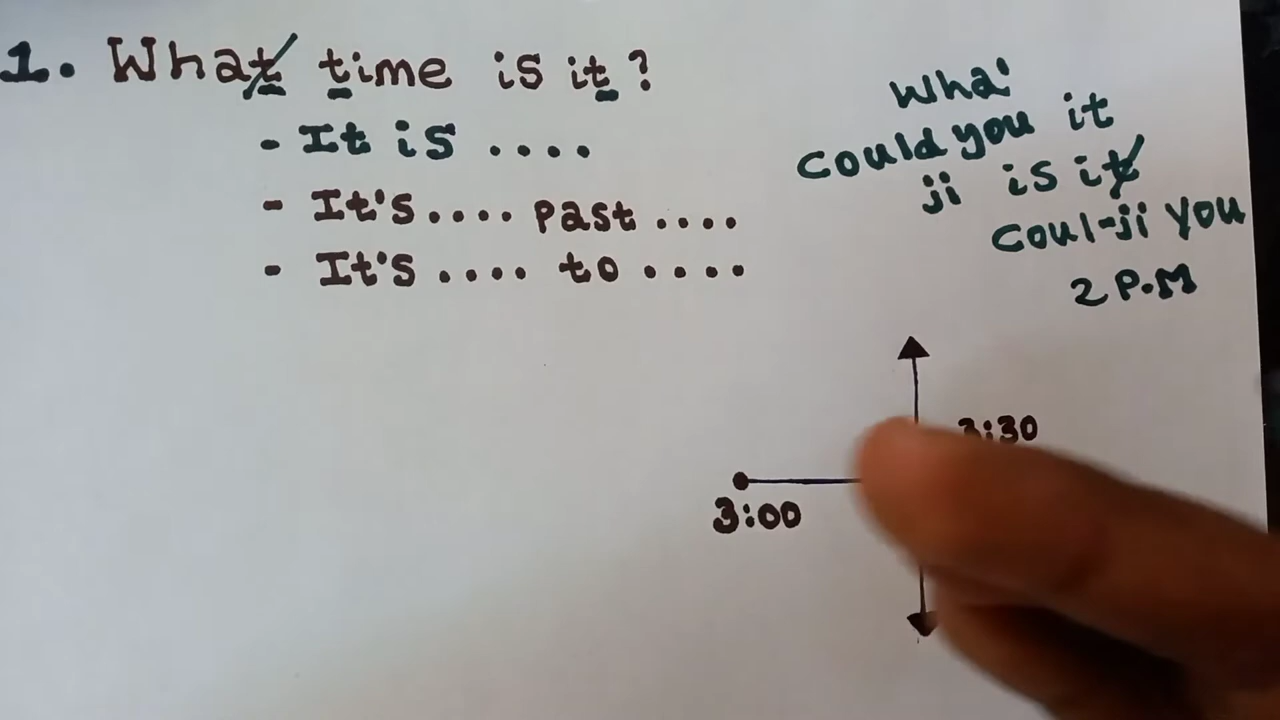 1. What time is it?
- It is ....
- It's .... past ....
- It's .... to ....
Wha'
could you it
ji is it
coul-ji you
2 P.M
3:30
3:00